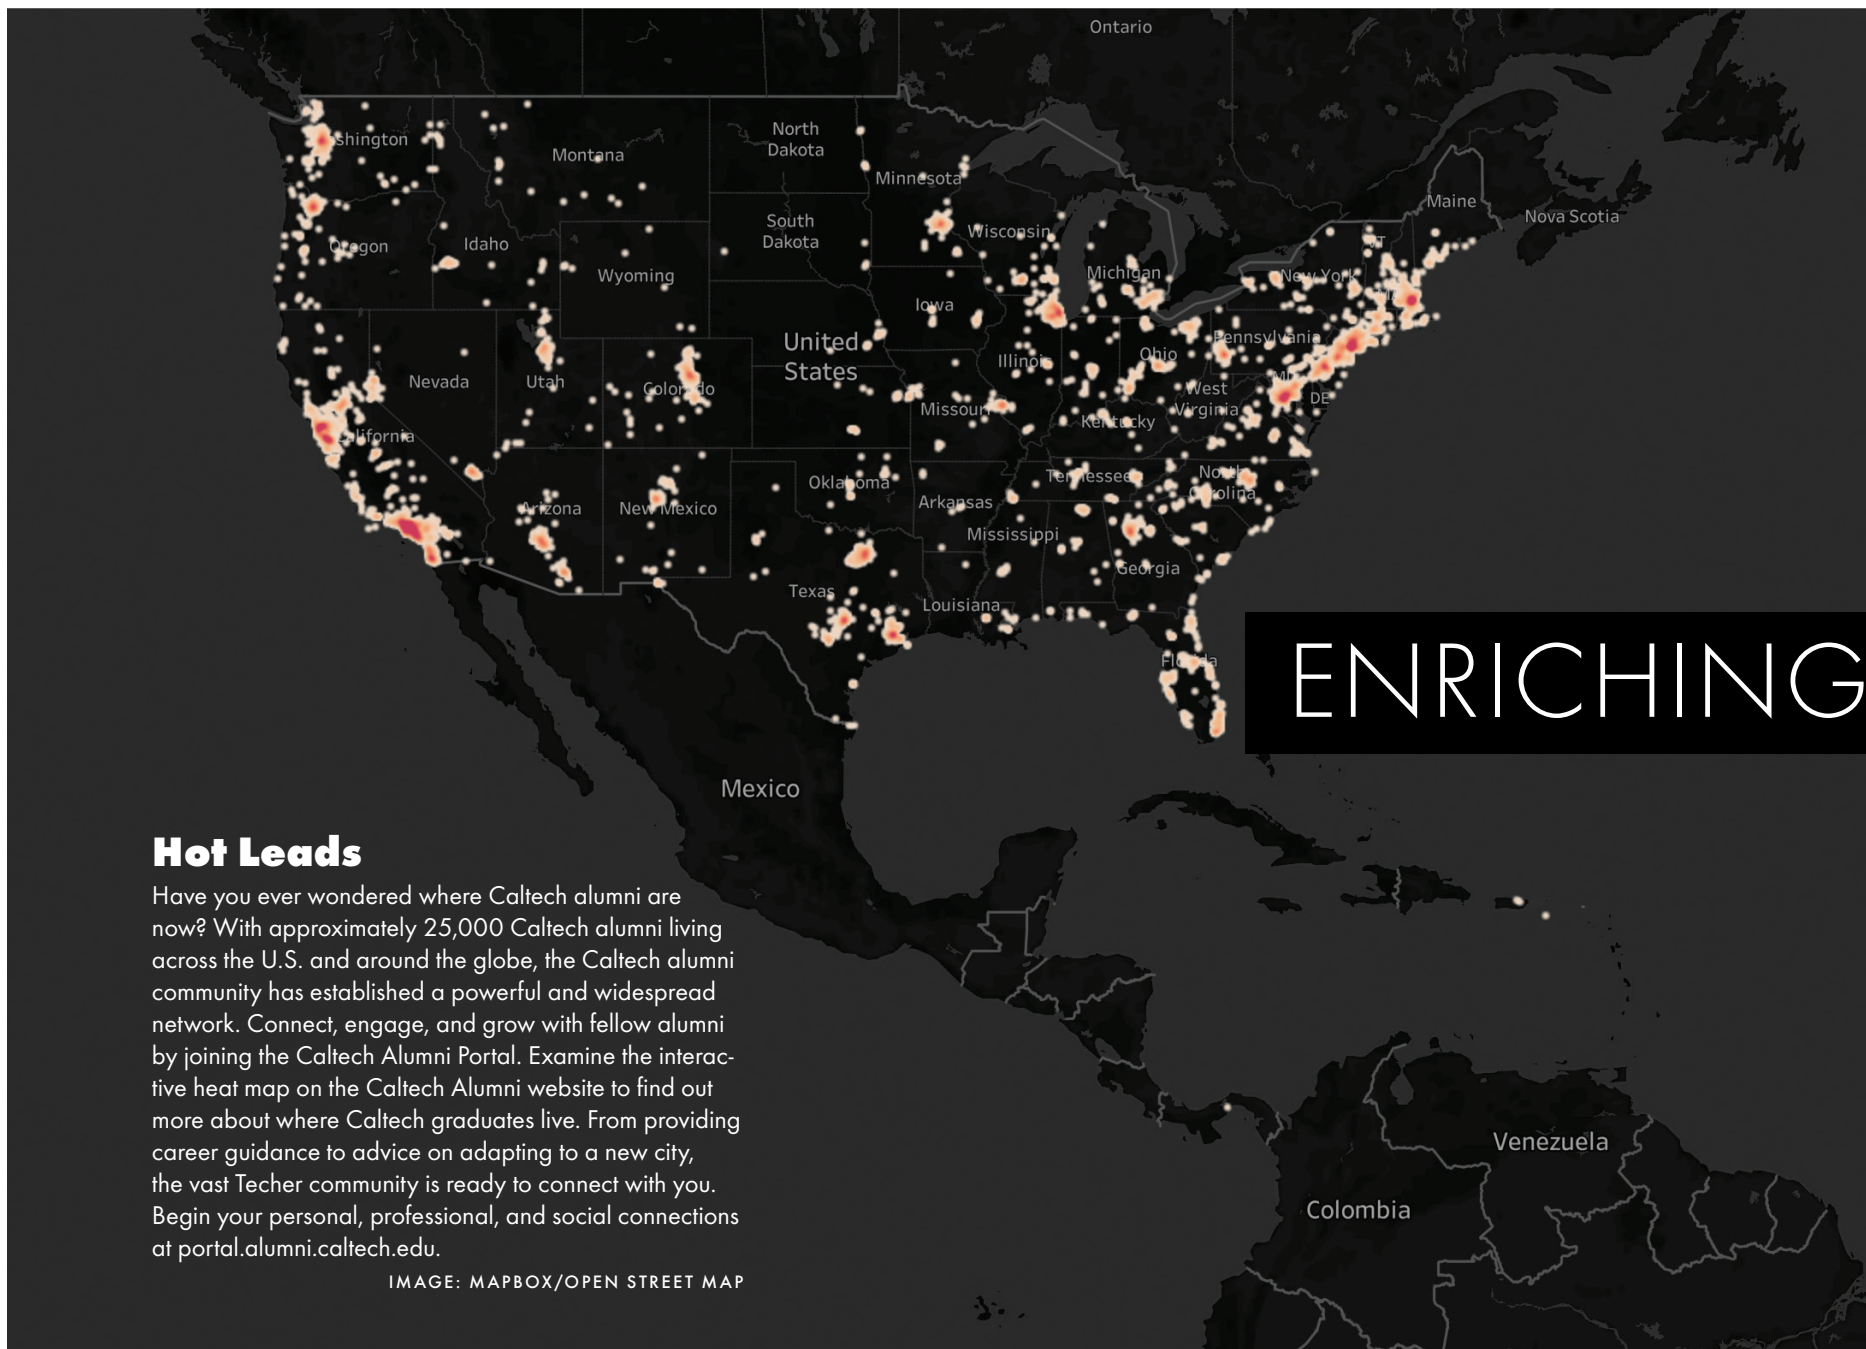 Ontario
shington
North
Dakota
Montana
Minnesota
Maine
Nova Scotia
South
Dakota
Wisconsin
Oregon
Idaho
VT
Wyoming
Michigan
New York
Iowa
United
States
Pennsylvania
Illinois
Ohio
Nevada
Utah
Colorado
West
Virginia
DE
Missouri
Kentucky
California
Tennessee
North
Carolina
Oklahoma
Arkansas
Arizona
New Mexico
Mississippi
Georgia
Texas
Louisiana
Florida
ENRICHING
Mexico
Hot Leads
Have you ever wondered where Caltech alumni are
now? With approximately 25,000 Caltech alumni living
across the U.S. and around the globe, the Caltech alumni
community has established a powerful and widespread
network. Connect, engage, and grow with fellow alumni
by joining the Caltech Alumni Portal. Examine the interac-
tive heat map on the Caltech Alumni website to find out
more about where Caltech graduates live. From providing
career guidance to advice on adapting to a new city,
the vast Techer community is ready to connect with you.
Begin your personal, professional, and social connections
at portal.alumni.caltech.edu.
IMAGE: MAPBOX/OPEN STREET MAP
Venezuela
Colombia